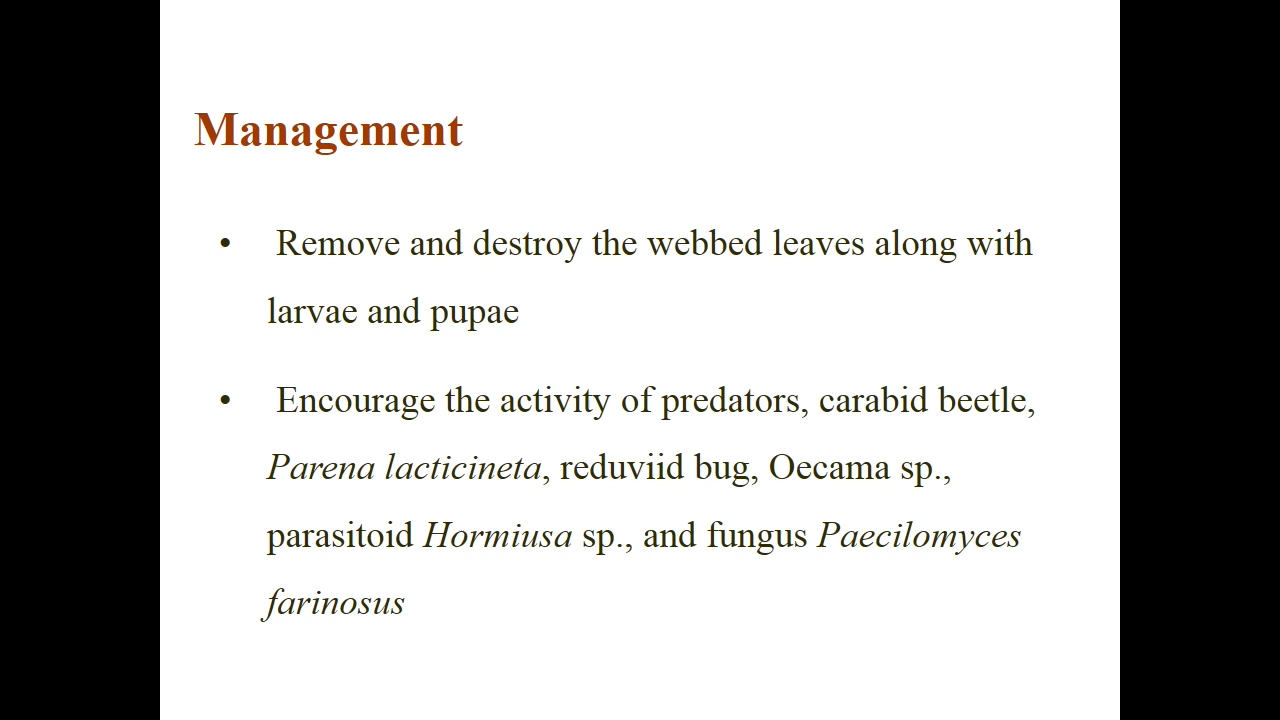 Management
• Remove and destroy the webbed leaves along with
larvae and pupae
• Encourage the activity of predators, carabid beetle,
Parena lacticineta, reduviid bug, Oecama sp.,
parasitoid Hormiusa sp., and fungus Paecilomyces
farinosus